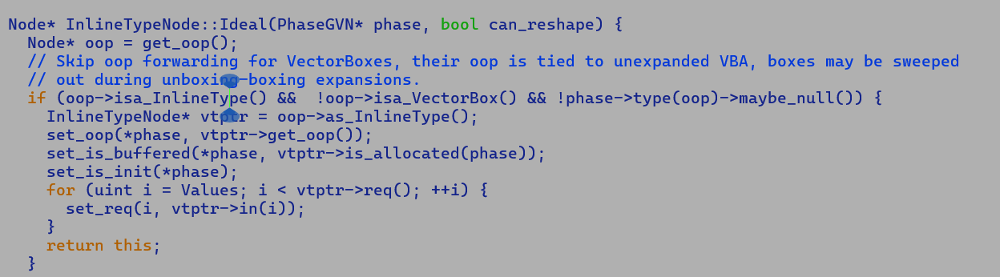 Node* InlineTypeNode::Ideal(PhaseGVN* phase, bool can_reshape) {
  Node* oop = get_oop();
  // Skip oop forwarding for VectorBoxes, their oop is tied to unexpanded VBA, boxes may be sweeped
  // out during unboxing-boxing expansions.
  if (oop->isa_InlineType() &&  !oop->isa_VectorBox() && !phase->type(oop)->maybe_null()) {
    InlineTypeNode* vtptr = oop->as_InlineType();
    set_oop(*phase, vtptr->get_oop());
    set_is_buffered(*phase, vtptr->is_allocated(phase));
    set_is_init(*phase);
    for (uint i = Values; i < vtptr->req(); ++i) {
      set_req(i, vtptr->in(i));
    }
    return this;
  }